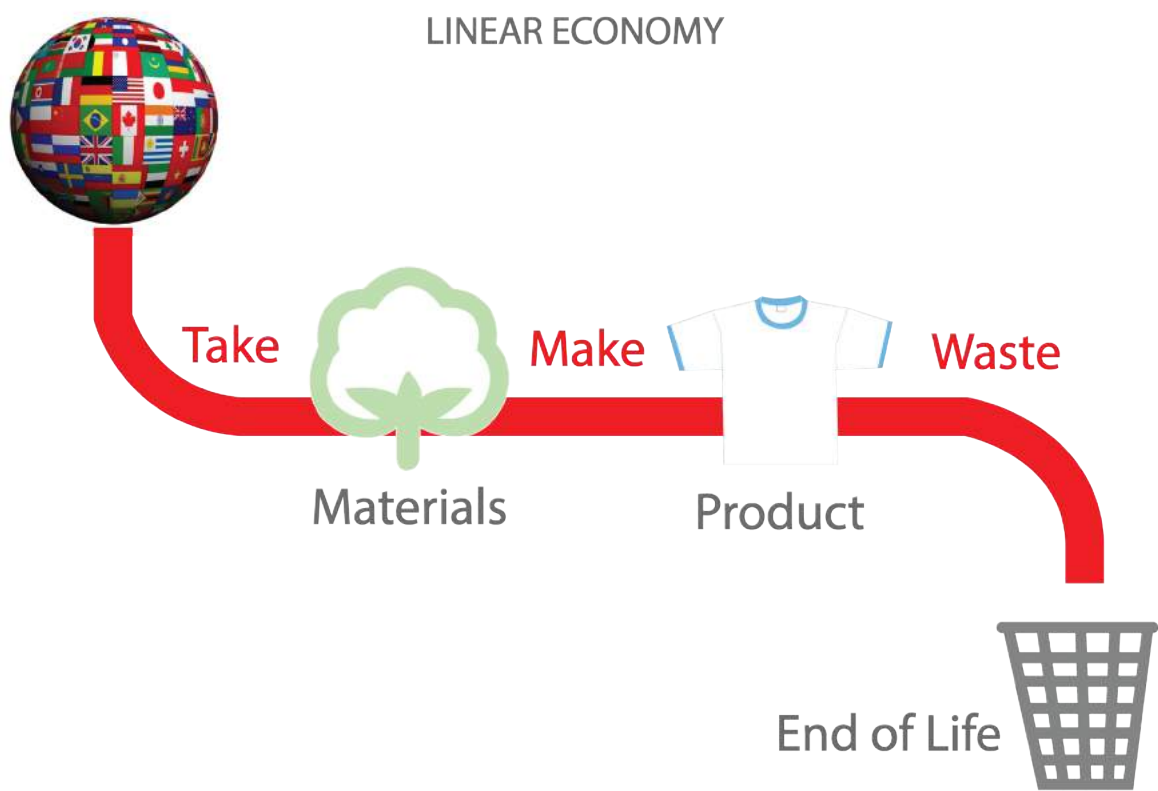 LINEAR ECONOMY
Take
Make
Waste
Materials
Product
End of Life